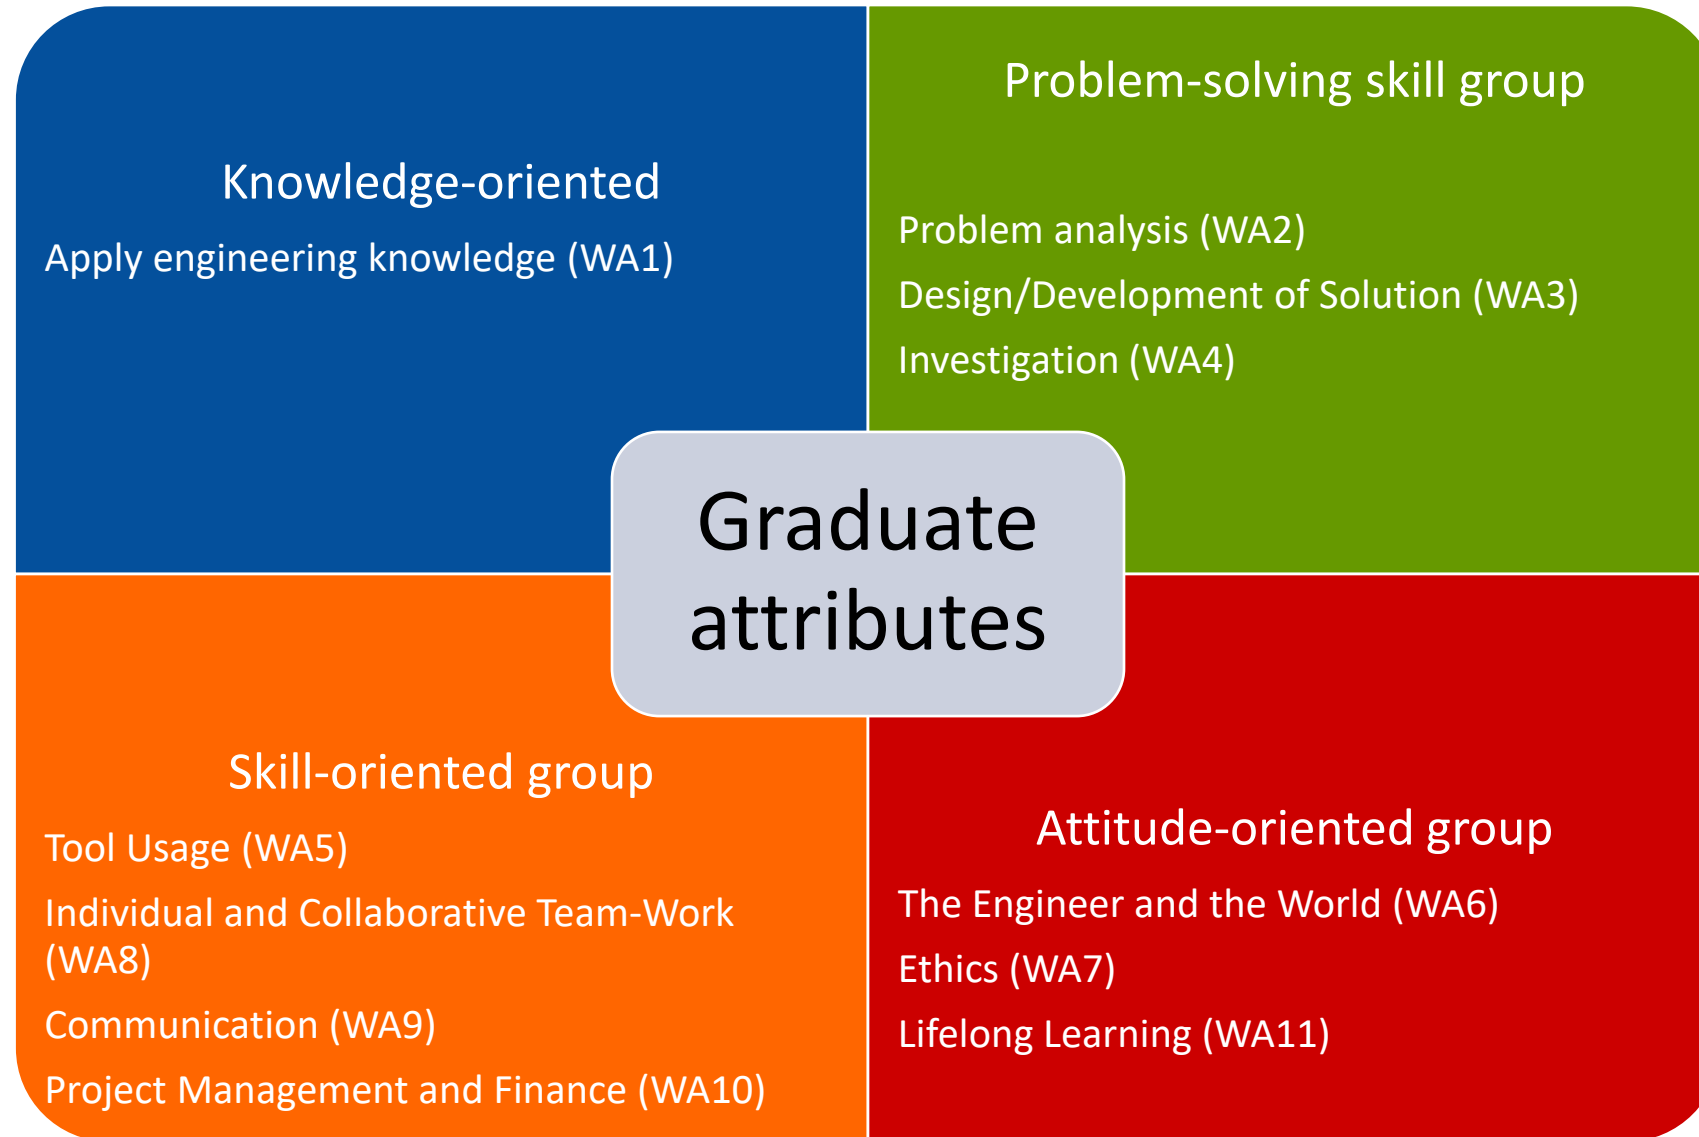 Knowledge-oriented
Apply engineering knowledge (WA1)
Problem-solving skill group
Problem analysis (WA2)
Design/Development of Solution (WA3)
Investigation (WA4)
Graduate
attributes
Skill-oriented group
Tool Usage (WA5)
Individual and Collaborative Team-Work
(WA8)
Communication (WA9)
Project Management and Finance (WA10)
Attitude-oriented group
The Engineer and the World (WA6)
Ethics (WA7)
Lifelong Learning (WA11)